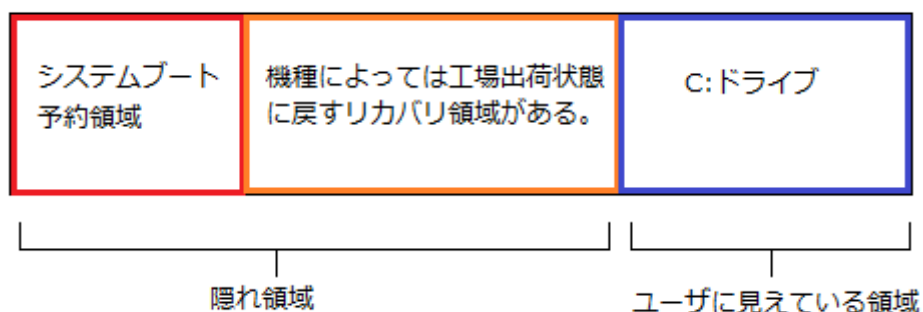 システムブート
予約領域
機種によっては工場出荷状態
に戻すリカバリ領域がある。
C:ドライブ
隠れ領域
ユーザに見えている領域